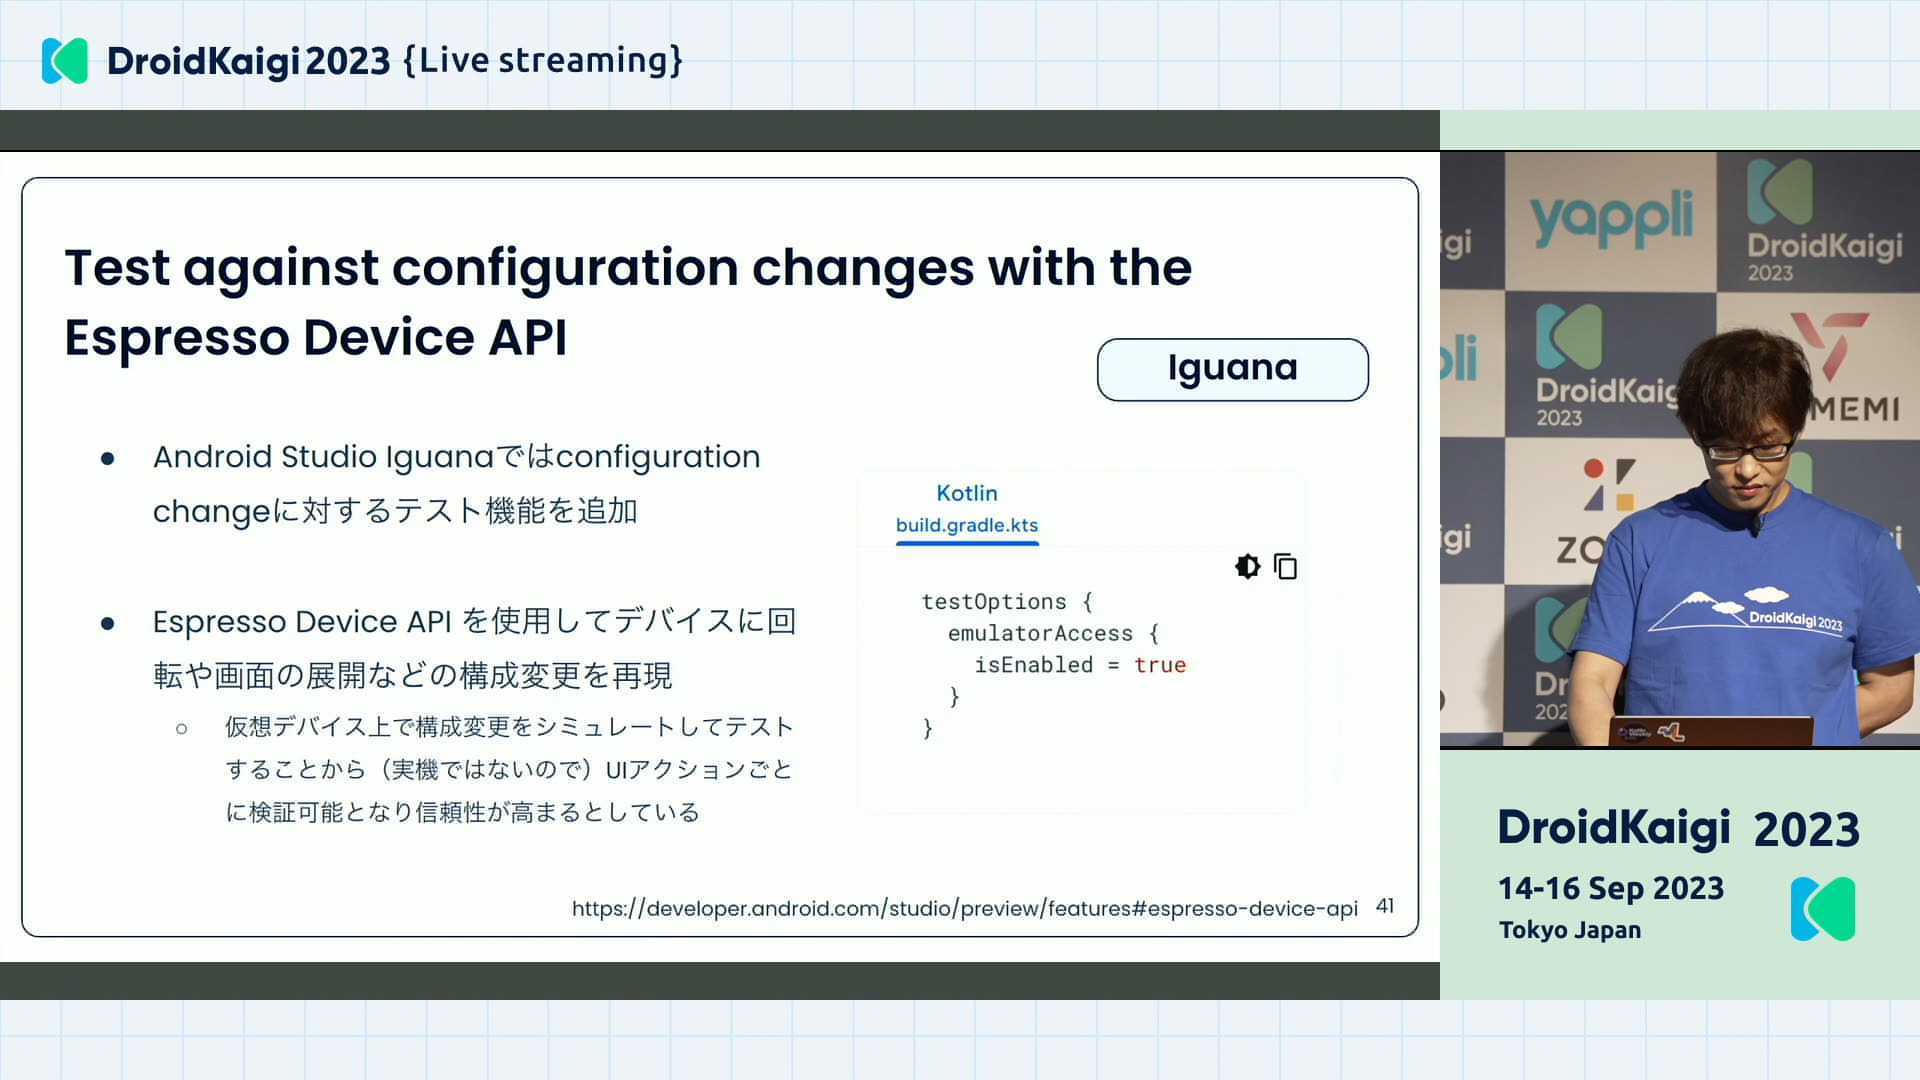 DroidKaigi 2023 {Live streaming}
Test against configuration changes with the
Espresso Device API
Iguana
● Android Studio Iguanaではconfiguration
changeに対するテスト機能を追加
● Espresso Device API を使用してデバイスに回
転や画面の展開などの構成変更を再現
○ 仮想デバイス上で構成変更をシミュレートしてテスト
することから（実機ではないので）UIアクションごと
に検証可能となり信頼性が高まるとしている
Kotlin
build.gradle.kts
testOptions {
emulatorAccess {
isEnabled = true
}
}
https://developer.android.com/studio/preview/features#espresso-device-api
41
igi
yappli
DroidKaigi
2023
pli
DroidKaig
2023
MEMI
igi
ZO
Dr
202
DroidKaigi 2023
DroidKaigi 2023
14-16 Sep 2023
Tokyo Japan